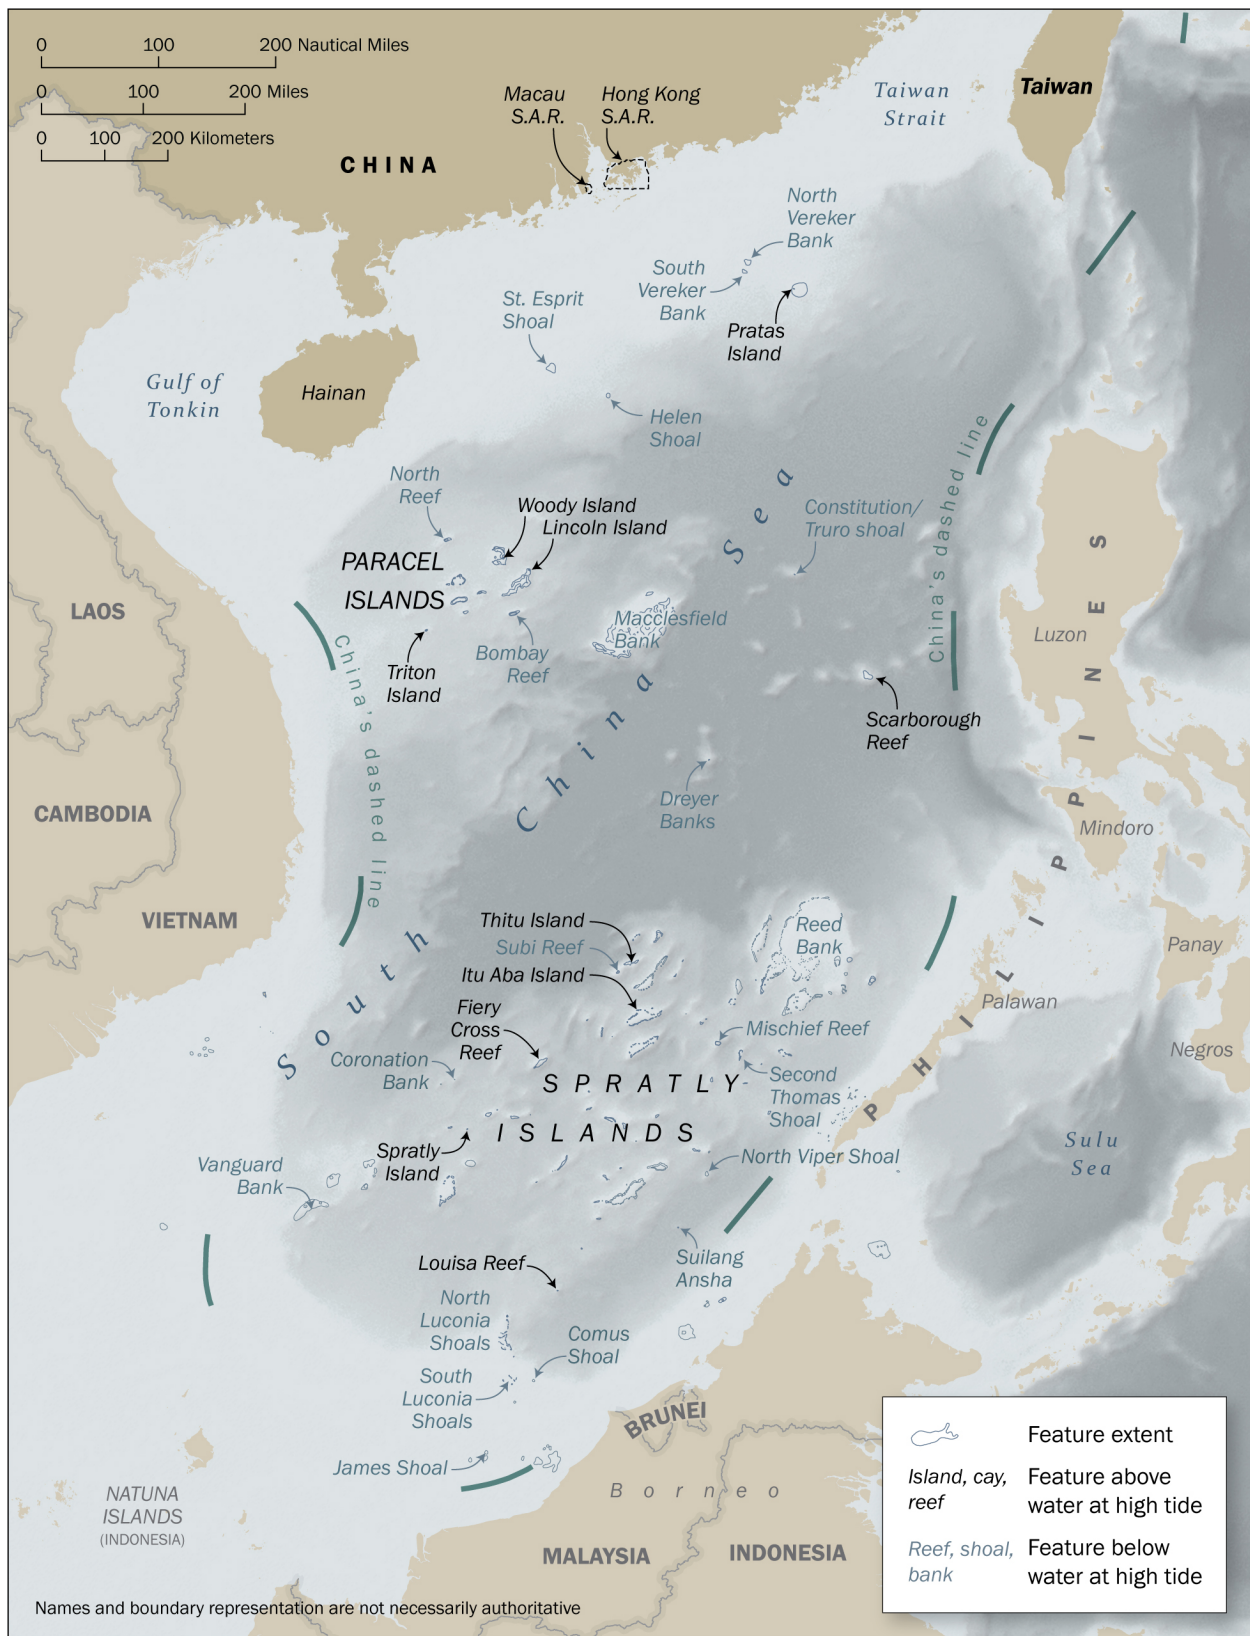 0 100 200 Nautical Miles
0 100 200 Miles
0 100 200 Kilometers
CHINA
Macau
S.A.R.
Hong Kong
S.A.R.
Taiwan
Strait
Taiwan
North
Vereker
Bank
South
Vereker
Bank
Pratas
Island
St. Esprit
Shoal
Gulf of
Tonkin
Hainan
Helen
Shoal
North
Reef
Woody Island
Lincoln Island
PARACEL
ISLANDS
Constitution/
Truro shoal
Macclesfield
Bank
Bombay
Reef
Triton
Island
China's dashed line
China's dashed line
Scarborough
Reef
Dreyer
Banks
South China Sea
LAOS
CAMBODIA
VIETNAM
PHILIPPINES
Luzon
Mindoro
Panay
Palawan
Negros
Thitu Island
Subi Reef
Itu Aba Island
Fiery
Cross
Reef
Reed
Bank
Mischief Reef
Coronation
Bank
SPRATLY
ISLANDS
Second
Thomas
Shoal
Spratly
Island
North Viper Shoal
Vanguard
Bank
Sulu
Sea
Louisa Reef
Suilang
Ansha
North
Luconia
Shoals
Comus
Shoal
South
Luconia
Shoals
James Shoal
BRUNEI
Borneo
NATUNA
ISLANDS
(INDONESIA)
MALAYSIA
INDONESIA
Feature extent
Island, cay,
reef
Feature above
water at high tide
Reef, shoal,
bank
Feature below
water at high tide
Names and boundary representation are not necessarily authoritative